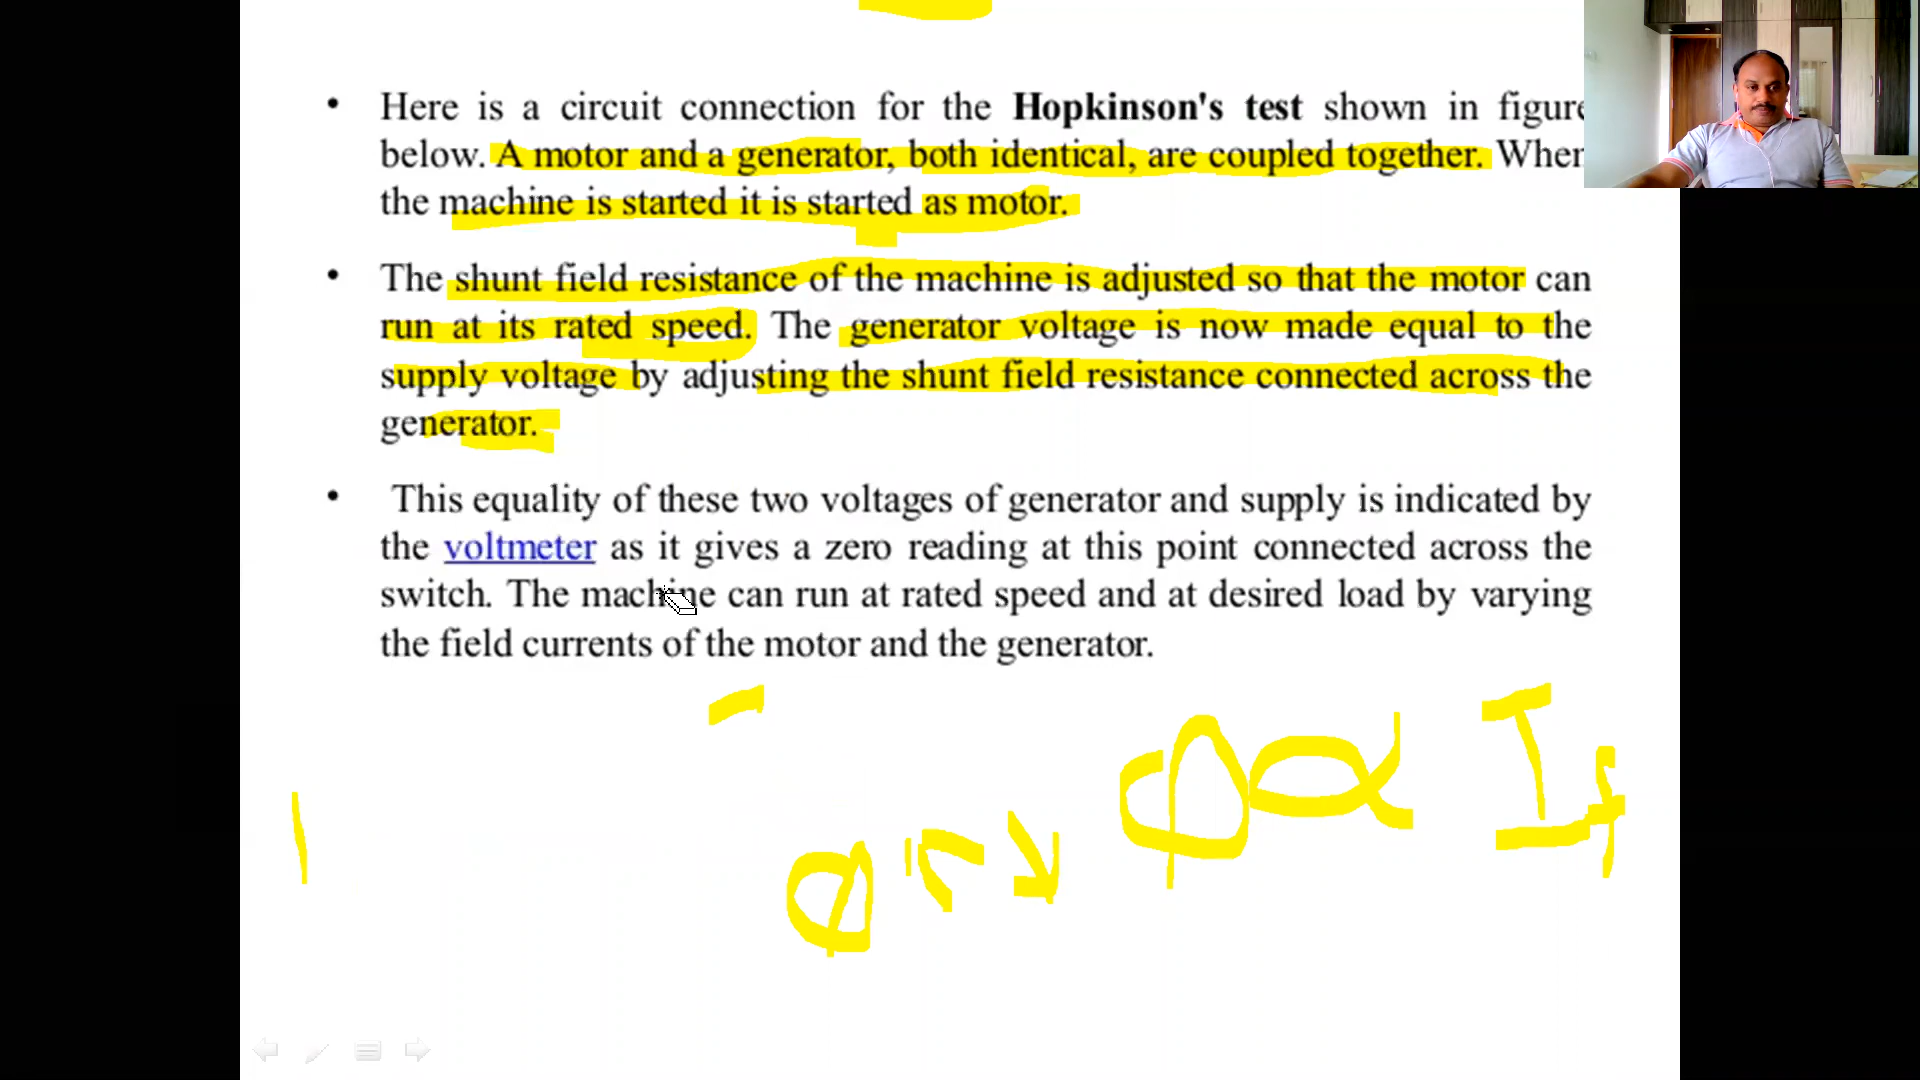 • Here is a circuit connection for the Hopkinson's test shown in figure
below. A motor and a generator, both identical, are coupled together. When
the machine is started it is started as motor.
• The shunt field resistance of the machine is adjusted so that the motor can
run at its rated speed. The generator voltage is now made equal to the
supply voltage by adjusting the shunt field resistance connected across the
generator.
• This equality of these two voltages of generator and supply is indicated by
the voltmeter as it gives a zero reading at this point connected across the
switch. The machine can run at rated speed and at desired load by varying
the field currents of the motor and the generator.
ϕ ∝ If